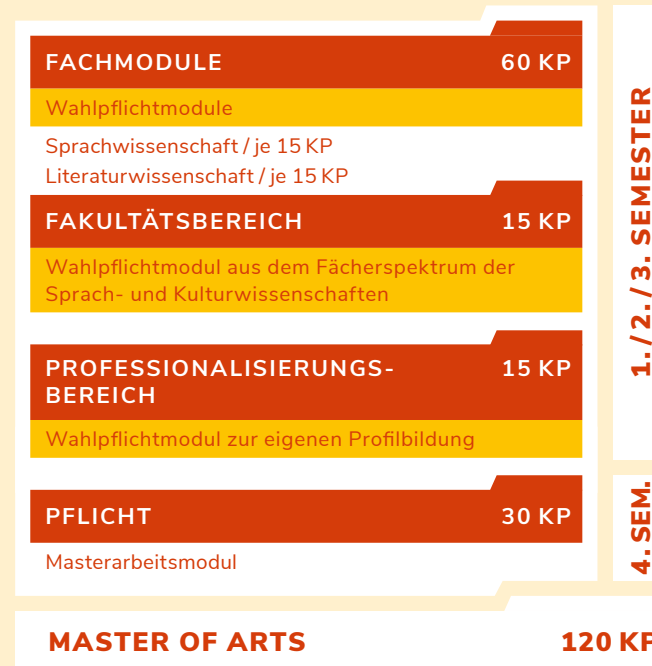 FACHMODULE 60 KP
Wahlpflichtmodule
Sprachwissenschaft / je 15 KP
Literaturwissenschaft / je 15 KP
FAKULTÄTSBEREICH 15 KP
Wahlpflichtmodul aus dem Fächerspektrum der
Sprach- und Kulturwissenschaften
PROFESSIONALISIERUNGS- 15 KP
BEREICH
Wahlpflichtmodul zur eigenen Profilbildung
PFLICHT 30 KP
Masterarbeitsmodul
1. / 2. / 3. SEMESTER
4. SEM.
MASTER OF ARTS 120 KP